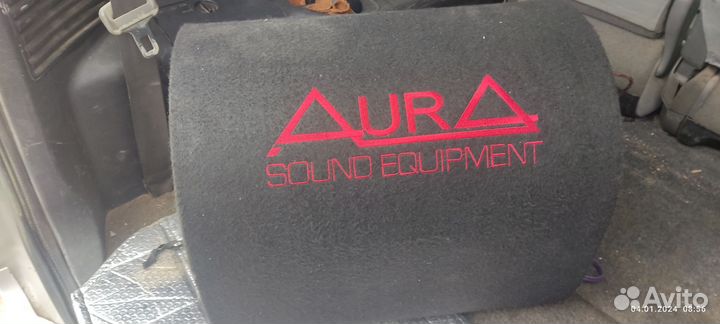 AURA
SOUND EQUIPMENT
Avito
04.01.2024 08:56